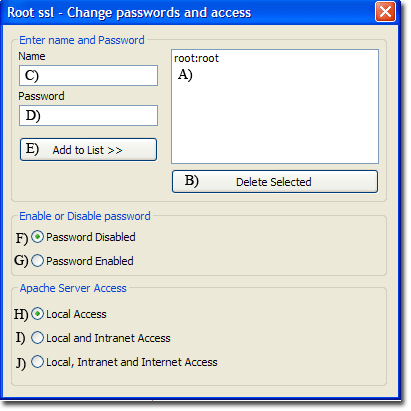 Root ssl - Change passwords and access
Enter name and Password
Name
C)
Password
D)
E) Add to List >>
root:root
A)
B) Delete Selected
Enable or Disable password
F) Password Disabled
G) Password Enabled
Apache Server Access
H) Local Access
I) Local and Intranet Access
J) Local, Intranet and Internet Access